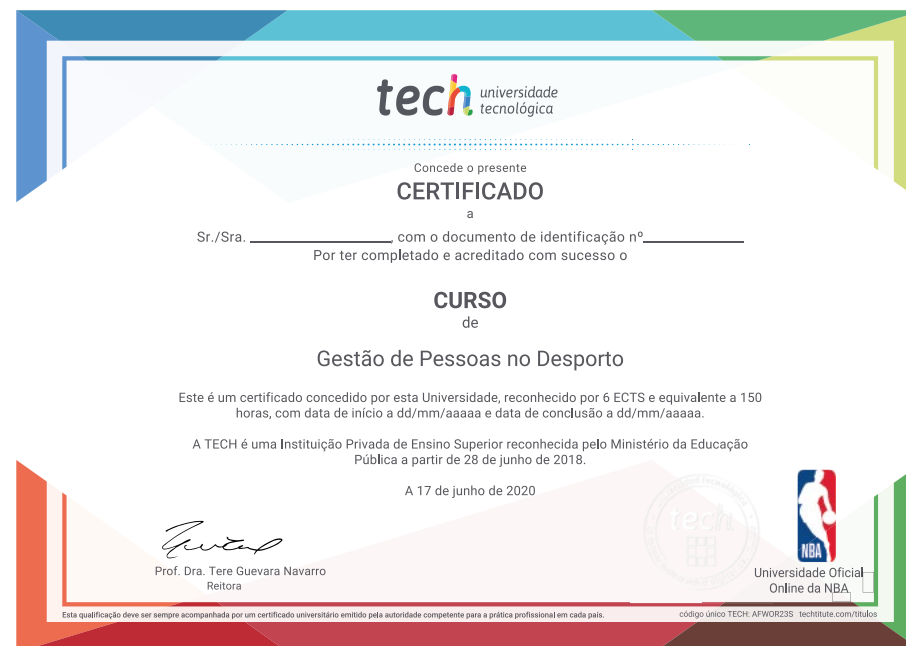 tech universidade
tecnológica
Concede o presente
CERTIFICADO
a
Sr./Sra. , com o documento de identificação nº
Por ter completado e acreditado com sucesso o
CURSO
de
Gestão de Pessoas no Desporto
Este é um certificado concedido por esta Universidade, reconhecido por 6 ECTS e equivalente a 150
horas, com data de início a dd/mm/aaaaa e data de conclusão a dd/mm/aaaaa.
A TECH é uma Instituição Privada de Ensino Superior reconhecida pelo Ministério da Educação
Pública a partir de 28 de junho de 2018.
A 17 de junho de 2020
tech
NBA
Prof. Dra. Tere Guevara Navarro
Reitora
Universidade Oficial
Online da NBA
Esta qualificação deve ser sempre acompanhada por um certificado universitário emitido pela autoridade competente para a prática profissional em cada país.
código único TECH: AFWOR23S techtitute.com/titulos